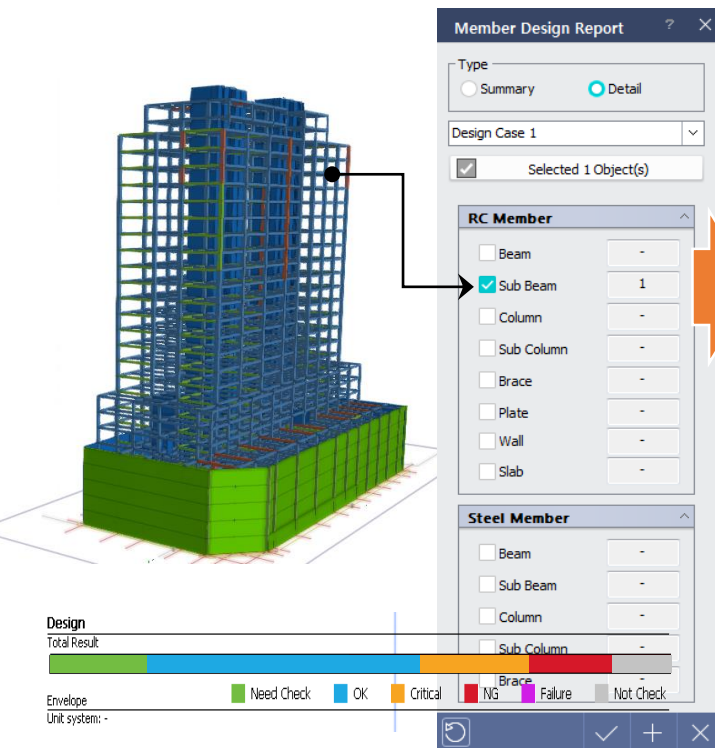 Member Design Report ? ×
Type
Summary Detail
Design Case 1
Selected 1 Object(s)
RC Member
Beam -
Sub Beam 1
Column -
Sub Column -
Brace -
Plate -
Wall -
Slab -
Steel Member
Beam -
Sub Beam -
Column -
Sub Column -
Brace -
Design
Total Result
Need Check OK Critical NG Failure Not Check
Envelope
Unit system: -